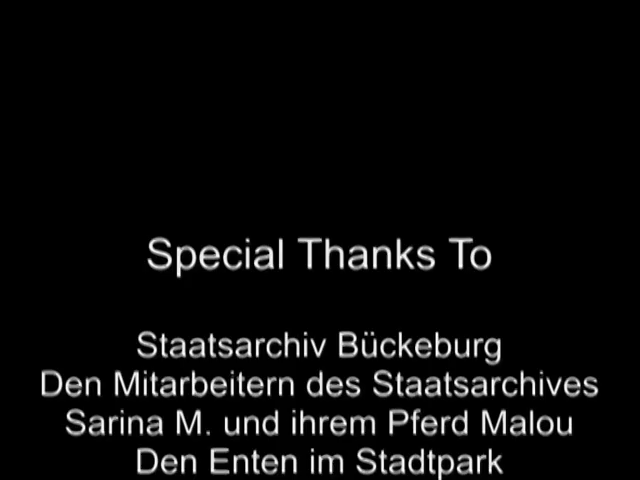 Special Thanks To
Staatsarchiv Bückeburg
Den Mitarbeitern des Staatsarchives
Sarina M. und ihrem Pferd Malou
Den Enten im Stadtpark